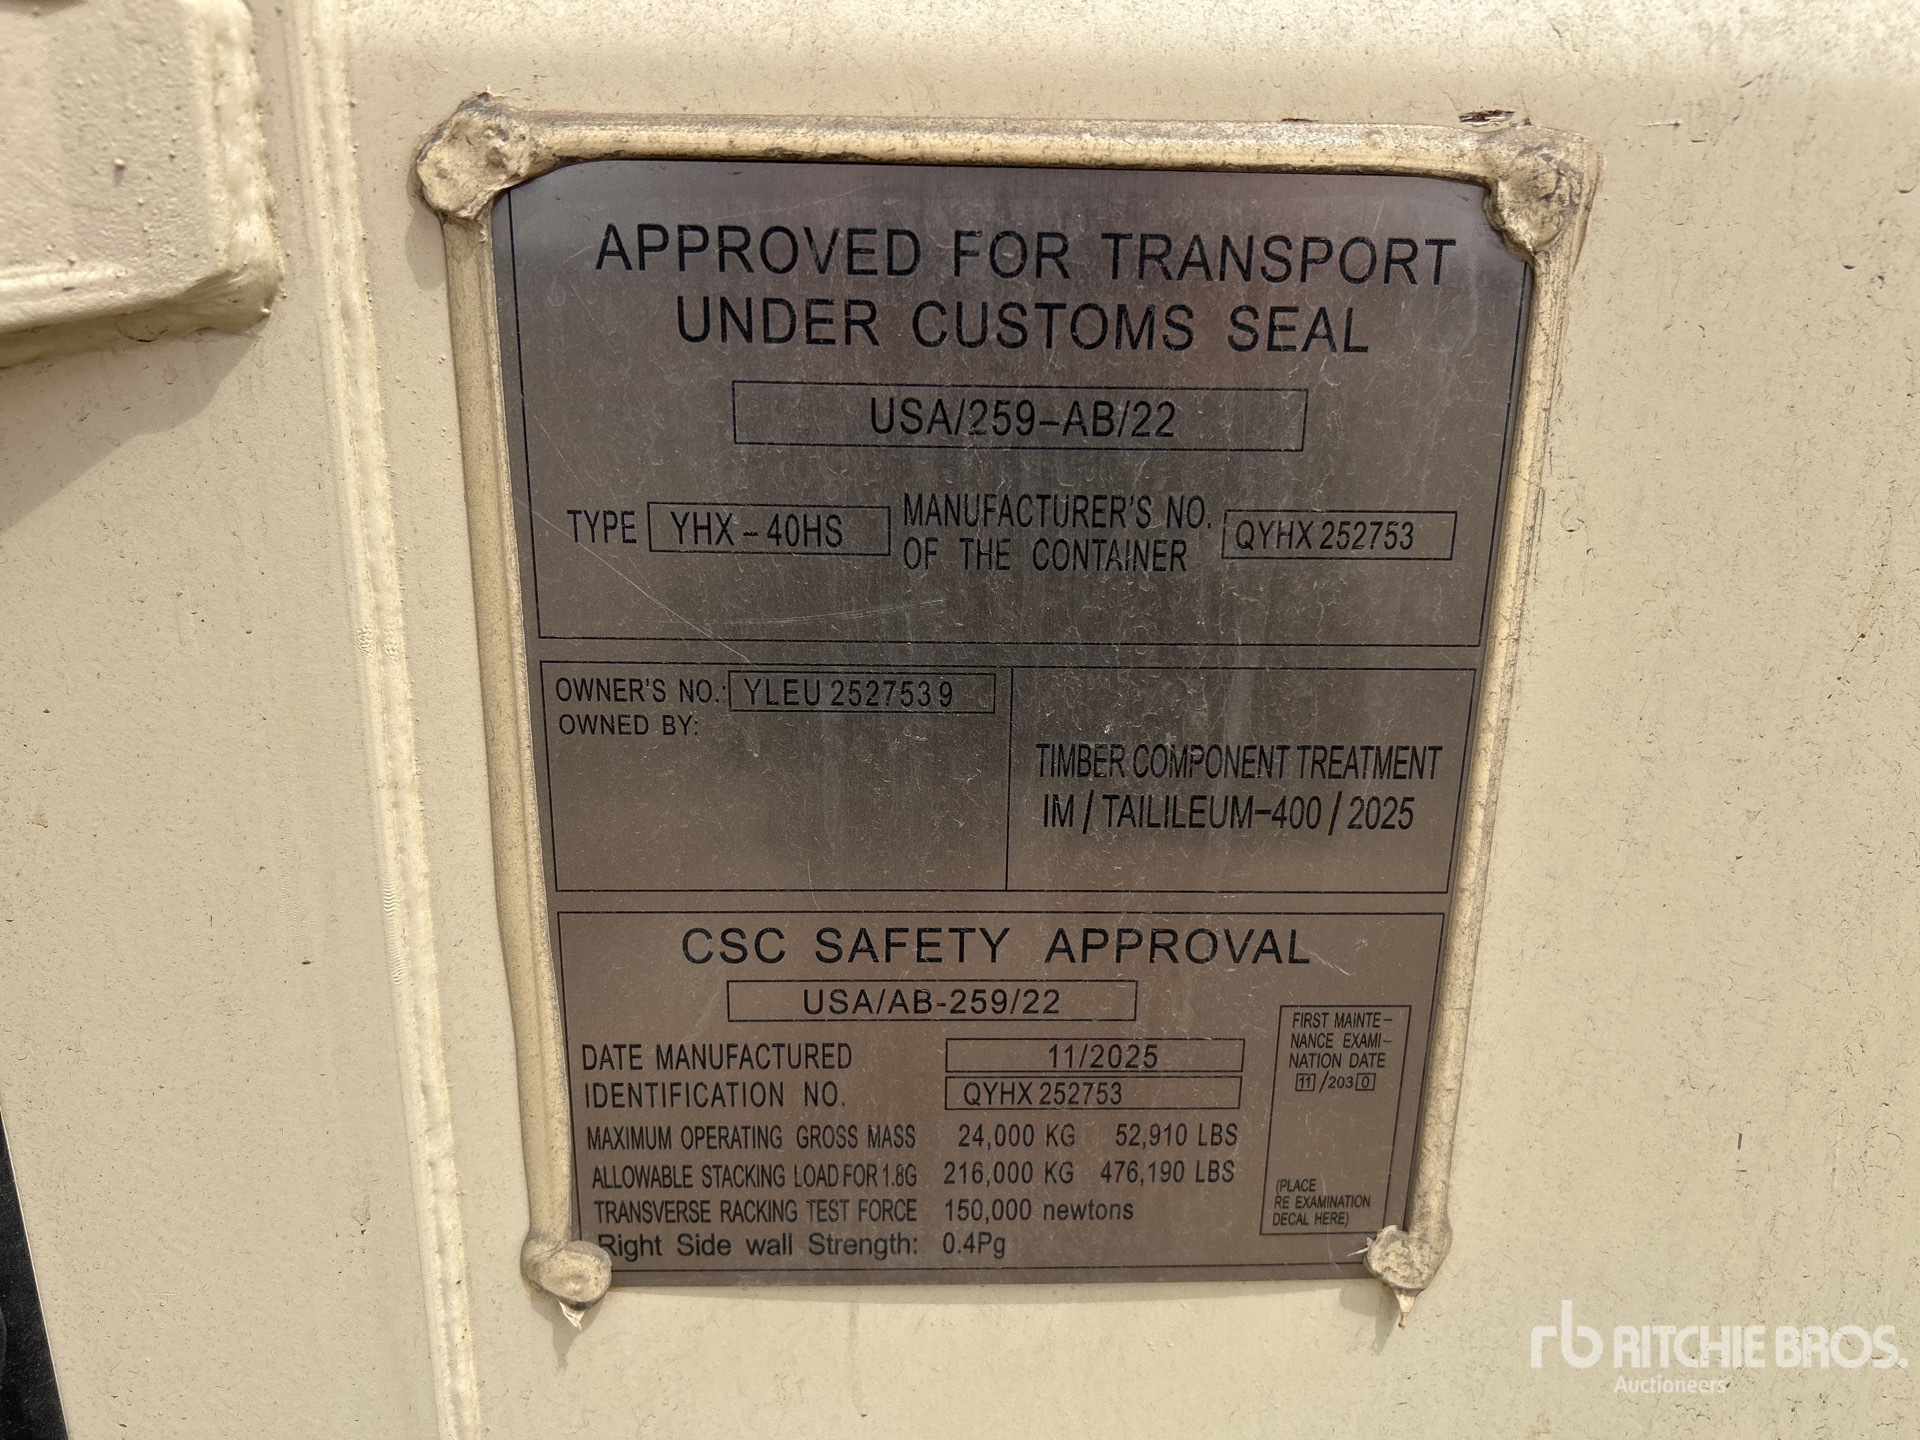 APPROVED FOR TRANSPORT
UNDER CUSTOMS SEAL
USA/259-AB/22
TYPE YHX-40HS MANUFACTURER'S NO. OF THE CONTAINER QYHX 252753
OWNER'S NO.: YLEU 2527539
OWNED BY:
TIMBER COMPONENT TREATMENT
IM / TAILILEUM-400 / 2025
CSC SAFETY APPROVAL
USA/AB-259/22
DATE MANUFACTURED 11/2025
IDENTIFICATION NO. QYHX 252753
MAXIMUM OPERATING GROSS MASS 24,000 KG 52,910 LBS
ALLOWABLE STACKING LOAD FOR 1.8G 216,000 KG 476,190 LBS
TRANSVERSE RACKING TEST FORCE 150,000 newtons
Right Side wall Strength: 0.4Pg
FIRST MAINTE-
NANCE EXAMI-
NATION DATE
11/2030
(PLACE
RE EXAMINATION
DECAL HERE)
rb RITCHIE BROS.
Auctioneers